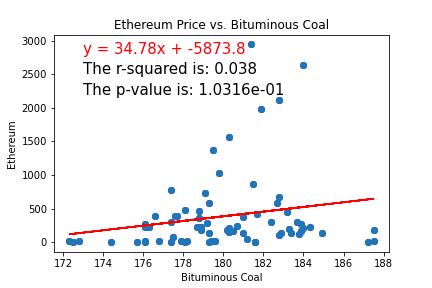 Ethereum Price vs. Bituminous Coal
y = 34.78x + -5873.8
The r-squared is: 0.038
The p-value is: 1.0316e-01
3000
2500
2000
1500
1000
500
0
Ethereum
172 174 176 178 180 182 184 186 188
Bituminous Coal